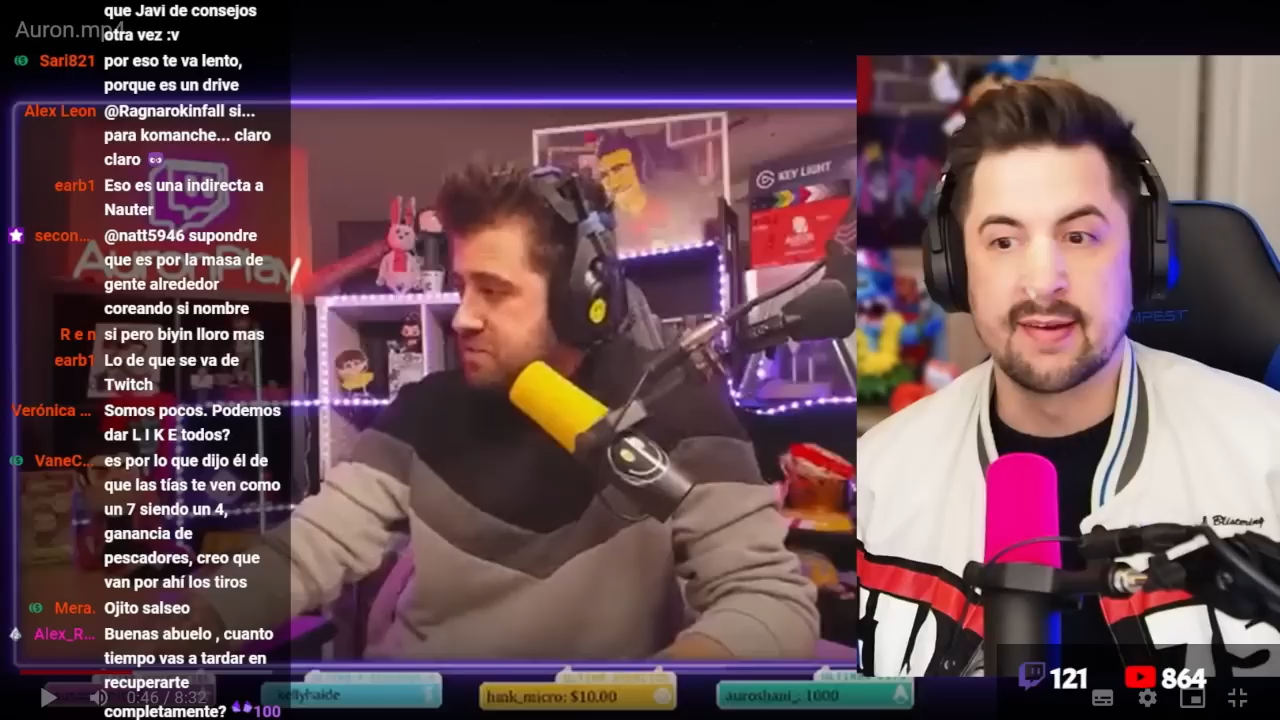 Auron.mp4
que Javi de consejos
otra vez :v
Sari821 por eso te va lento,
porque es un drive
Alex Leon @Ragnarokinfall si...
para komanche... claro
claro
earb1 Eso es una indirecta a
Nauter
secon... @natt5946 supondre
que es por la masa de
gente alrededor
coreando si nombre
R e n si pero biyin lloro mas
earb1 Lo de que se va de
Twitch
Verónica ... Somos pocos. Podemos
dar L I K E todos?
VaneC... es por lo que dijo él de
que las tías te ven como
un 7 siendo un 4,
ganancia de
pescadores, creo que
van por ahí los tiros
Mera. Ojito salseo
Alex_R... Buenas abuelo , cuanto
tiempo vas a tardar en
recuperarte
completamente? 100
AuronPlay
KEY LIGHT
MPEST
Blistering
0:46 / 8:32
kellyhaide
hank_micro: $10.00
auroshani_: 1000
121
864